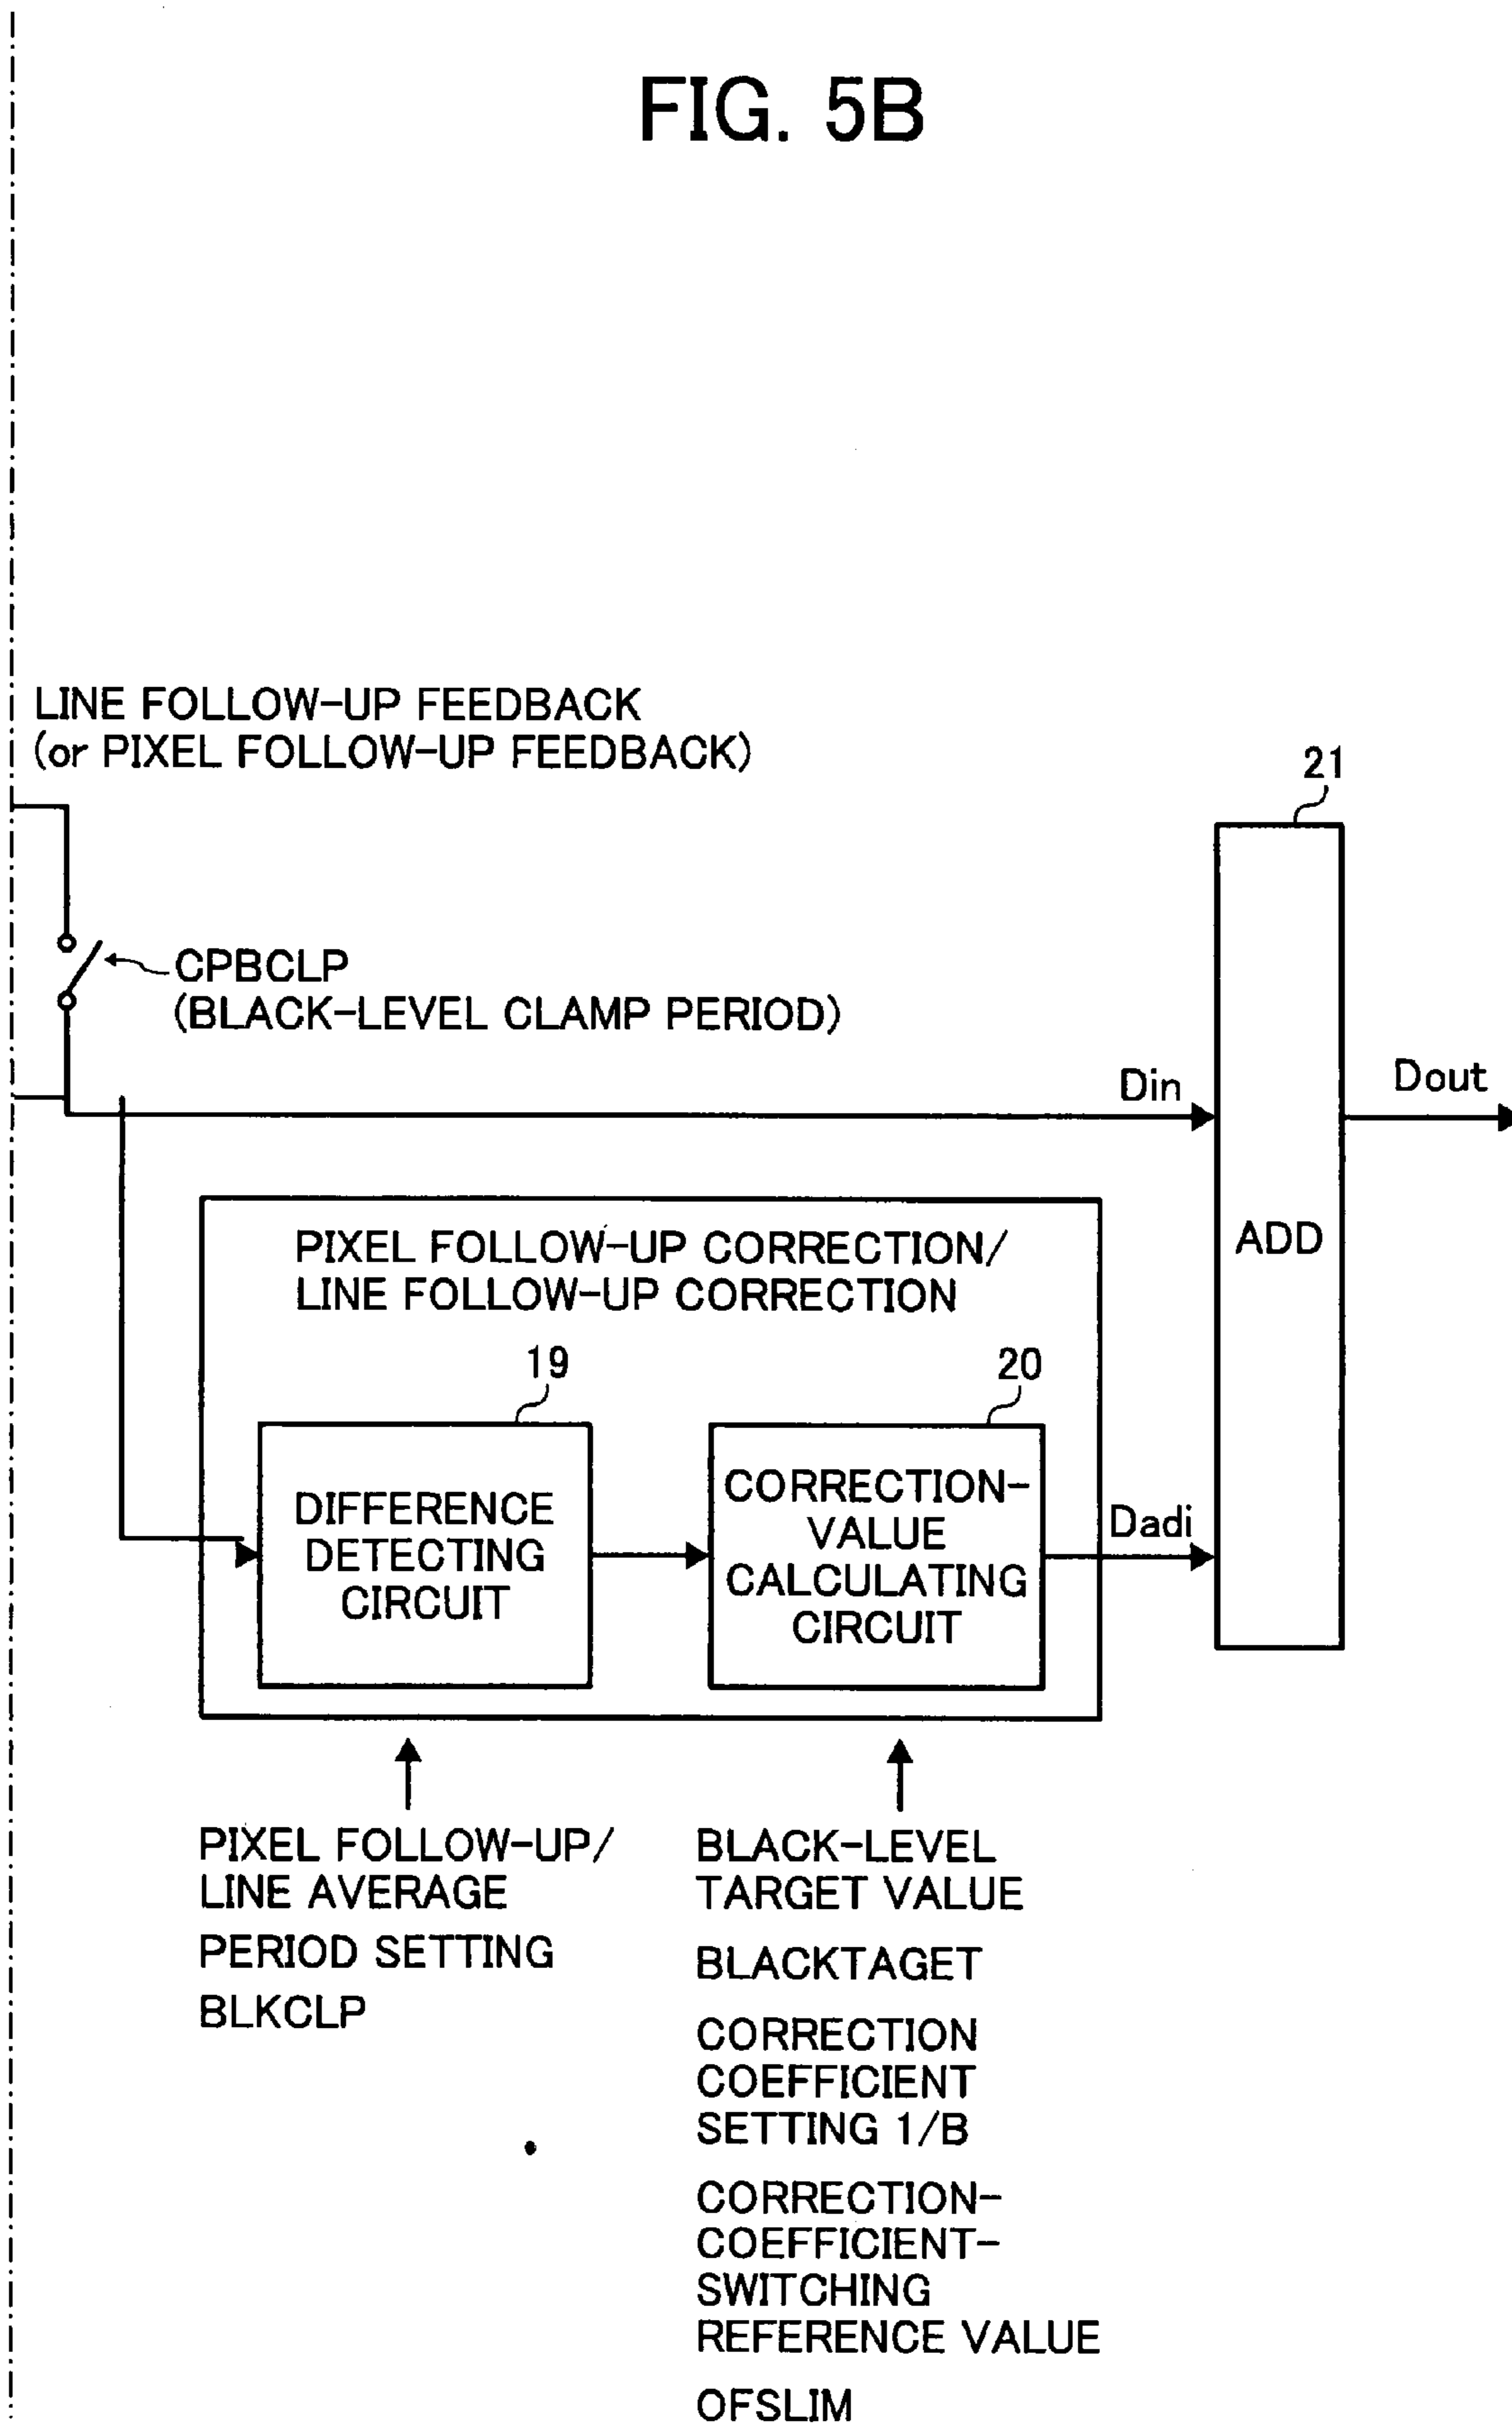 FIG. 5B
LINE FOLLOW-UP FEEDBACK
(or PIXEL FOLLOW-UP FEEDBACK)
21
CPBCLP
(BLACK-LEVEL CLAMP PERIOD)
Din
Dout
ADD
PIXEL FOLLOW-UP CORRECTION/
LINE FOLLOW-UP CORRECTION
19
20
DIFFERENCE
DETECTING
CIRCUIT
CORRECTION-
VALUE
CALCULATING
CIRCUIT
Dadi
PIXEL FOLLOW-UP/
LINE AVERAGE
PERIOD SETTING
BLKCLP
BLACK-LEVEL
TARGET VALUE
BLACKTAGET
CORRECTION
COEFFICIENT
SETTING 1/B
CORRECTION-
COEFFICIENT-
SWITCHING
REFERENCE VALUE
OFSLIM